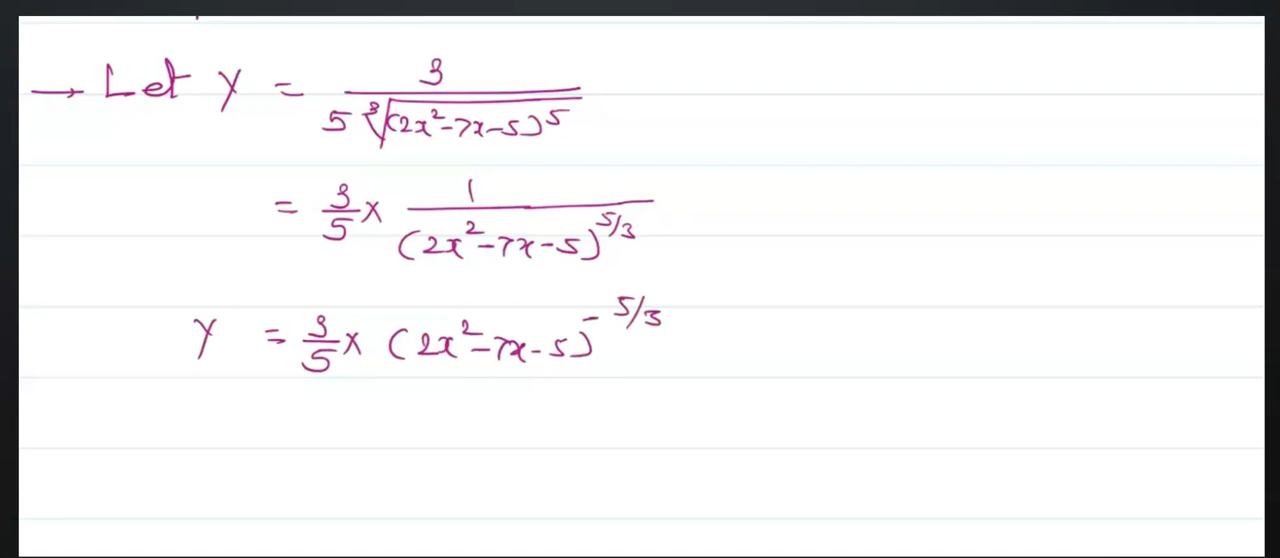 → Let y = 3 / 5 ∛(2x²-7x-5)⁵
= 3/5 × 1 / (2x²-7x-5)^5/3
y = 3/5 × (2x²-7x-5)^-5/3